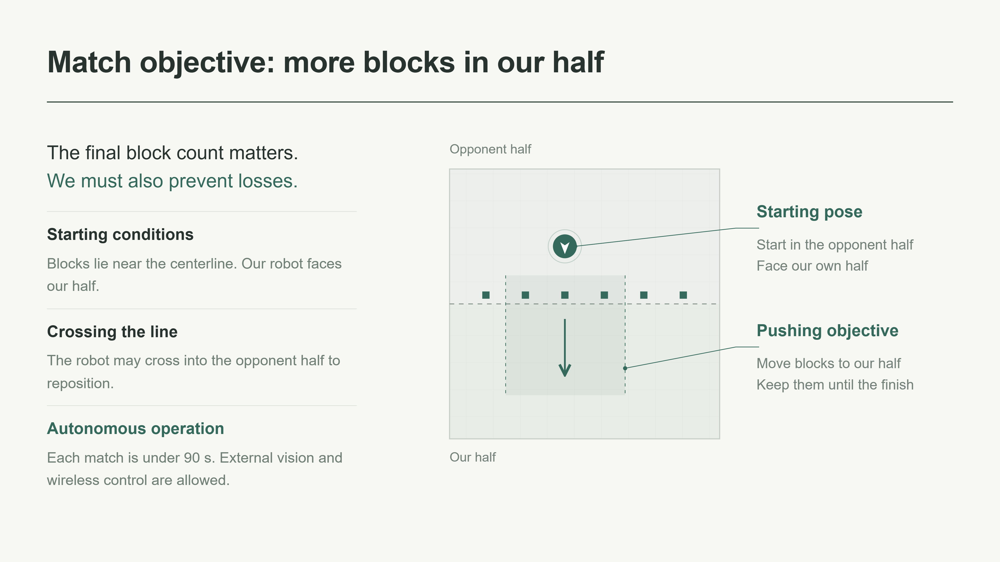 Match objective: more blocks in our half
The final block count matters.
We must also prevent losses.
Starting conditions
Blocks lie near the centerline. Our robot faces
our half.
Crossing the line
The robot may cross into the opponent half to
reposition.
Autonomous operation
Each match is under 90 s. External vision and
wireless control are allowed.
Opponent half
Our half
Starting pose
Start in the opponent half
Face our own half
Pushing objective
Move blocks to our half
Keep them until the finish